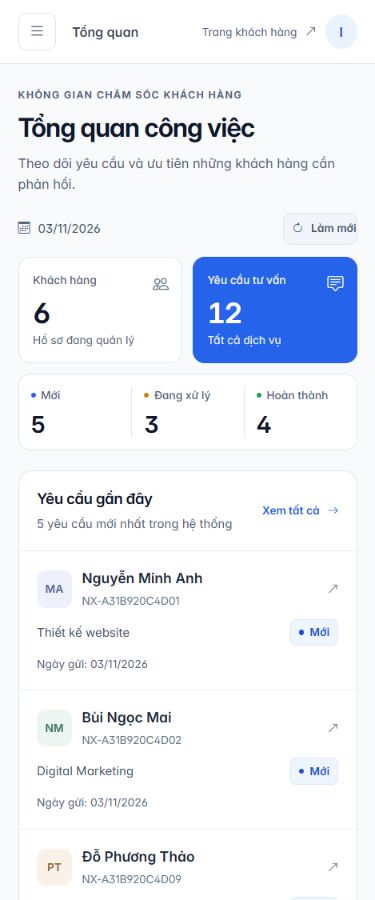 Tổng quan
Trang khách hàng
I
KHÔNG GIAN CHĂM SÓC KHÁCH HÀNG
Tổng quan công việc
Theo dõi yêu cầu và ưu tiên những khách hàng cần
phản hồi.
03/11/2026
Làm mới
Khách hàng
6
Hồ sơ đang quản lý
Yêu cầu tư vấn
12
Tất cả dịch vụ
Mới
5
Đang xử lý
3
Hoàn thành
4
Yêu cầu gần đây
5 yêu cầu mới nhất trong hệ thống
Xem tất cả
MA
Nguyễn Minh Anh
NX-A31B920C4D01
Thiết kế website
Mới
Ngày gửi: 03/11/2026
NM
Bùi Ngọc Mai
NX-A31B920C4D02
Digital Marketing
Mới
Ngày gửi: 03/11/2026
PT
Đỗ Phương Thảo
NX-A31B920C4D09